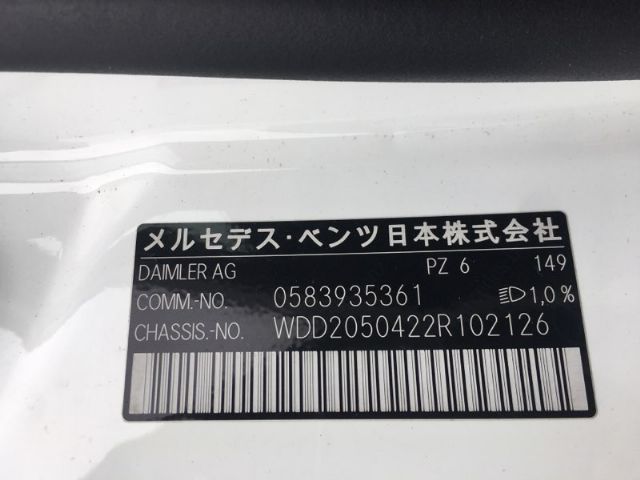 メルセデス・ベンツ日本株式会社
DAIMLER AG PZ 6 149
COMM.-NO. 0583935361 1,0%
CHASSIS.-NO. WDD2050422R102126